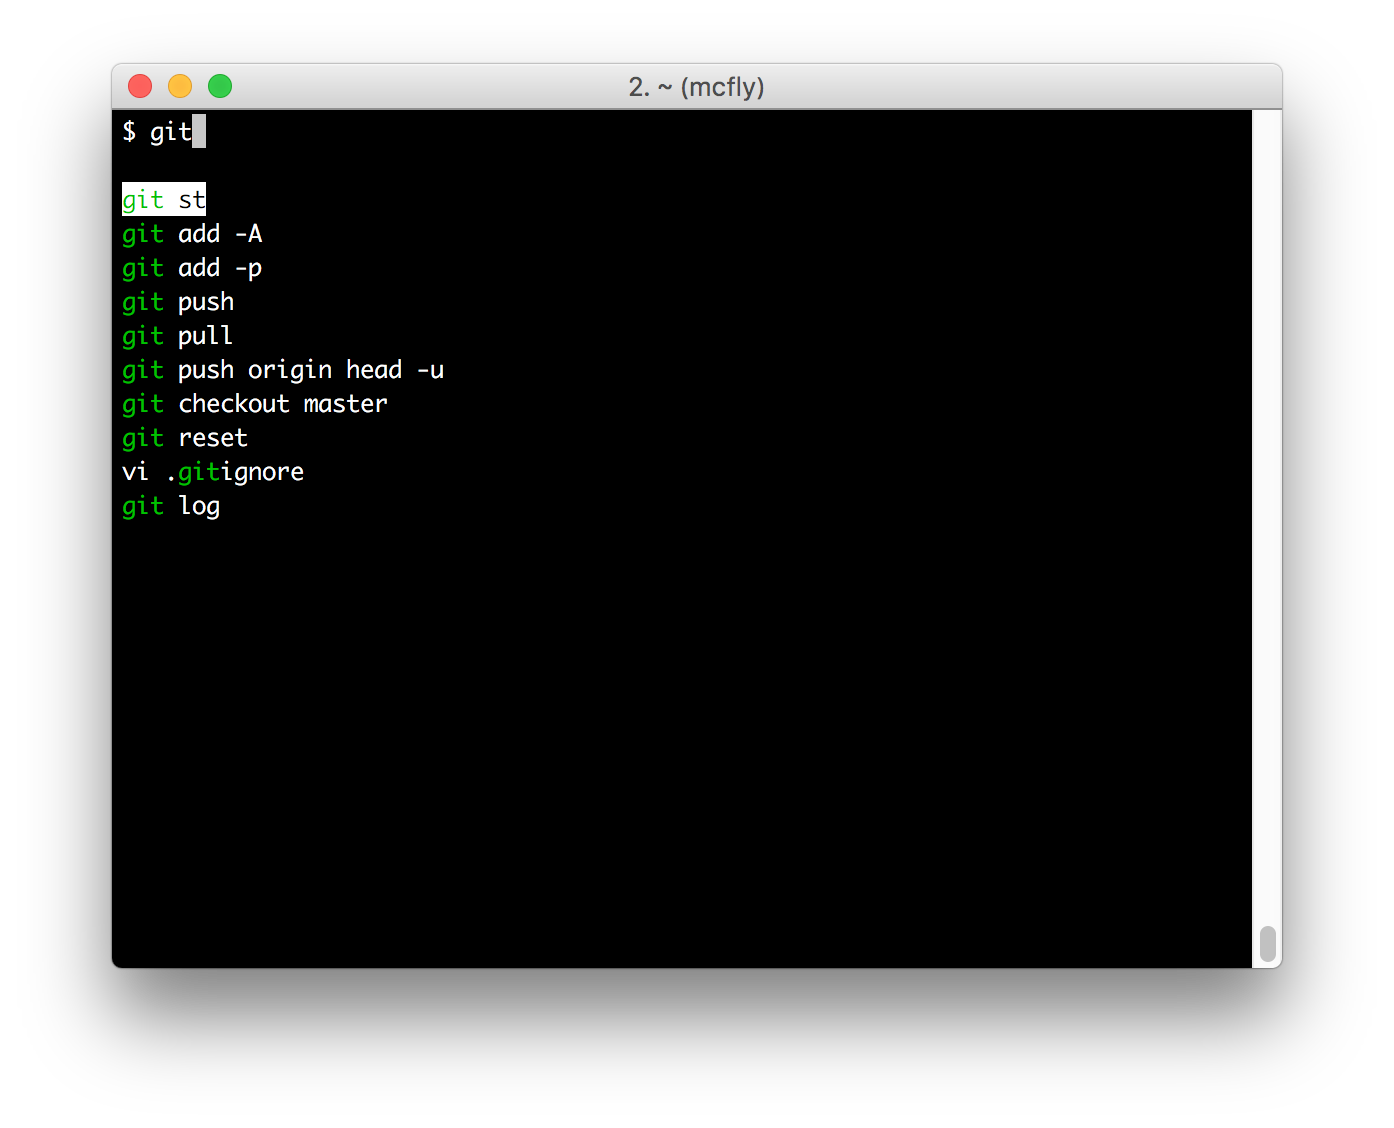 2. ~ (mcfly)
$ git
git st
git add -A
git add -p
git push
git pull
git push origin head -u
git checkout master
git reset
vi .gitignore
git log